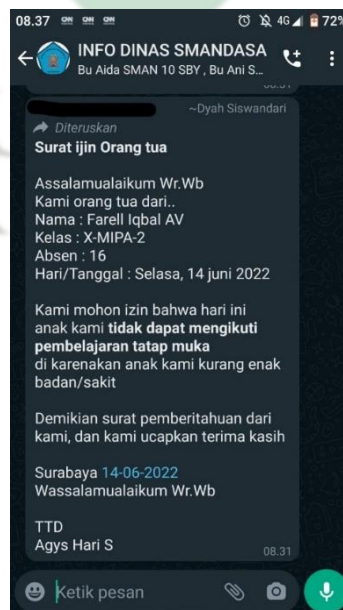 08.37
4G
72%
INFO DINAS SMANDASA
Bu Aida SMAN 10 SBY , Bu Ani S...
~Dyah Siswandari
Diteruskan
Surat ijin Orang tua
Assalamualaikum Wr.Wb
Kami orang tua dari..
Nama : Farell Iqbal AV
Kelas : X-MIPA-2
Absen : 16
Hari/Tanggal : Selasa, 14 juni 2022
Kami mohon izin bahwa hari ini
anak kami tidak dapat mengikuti
pembelajaran tatap muka
di karenakan anak kami kurang enak
badan/sakit
Demikian surat pemberitahuan dari
kami, dan kami ucapkan terima kasih
Surabaya 14-06-2022
Wassalamualaikum Wr.Wb
TTD
Agys Hari S
08.31
Ketik pesan